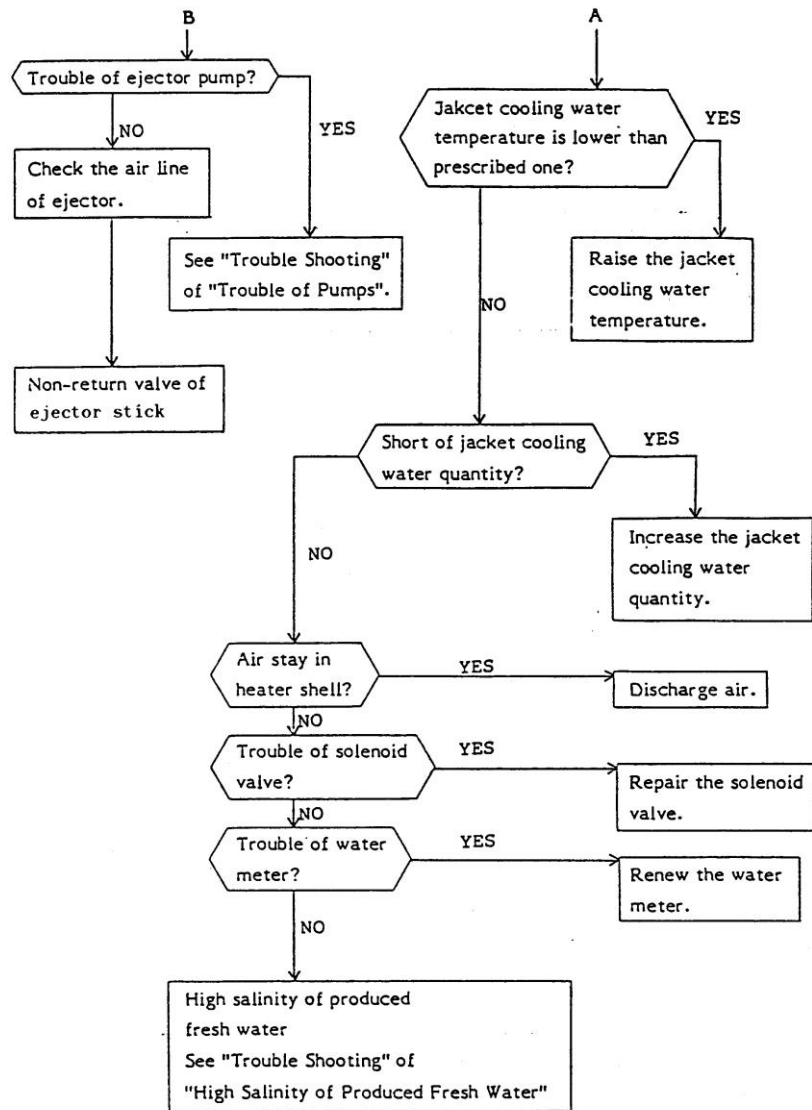 B
Trouble of ejector pump?
NO
YES
Check the air line
of ejector.
See "Trouble Shooting"
of "Trouble of Pumps".
Non-return valve of
ejector stick
A
Jakcet cooling water
temperature is lower than
prescribed one?
YES
NO
Raise the jacket
cooling water
temperature.
Short of jacket cooling
water quantity?
YES
NO
Increase the jacket
cooling water
quantity.
Air stay in
heater shell?
YES
Discharge air.
NO
Trouble of solenoid
valve?
YES
Repair the solenoid
valve.
NO
Trouble of water
meter?
YES
Renew the water
meter.
NO
High salinity of produced
fresh water
See "Trouble Shooting" of
"High Salinity of Produced Fresh Water"